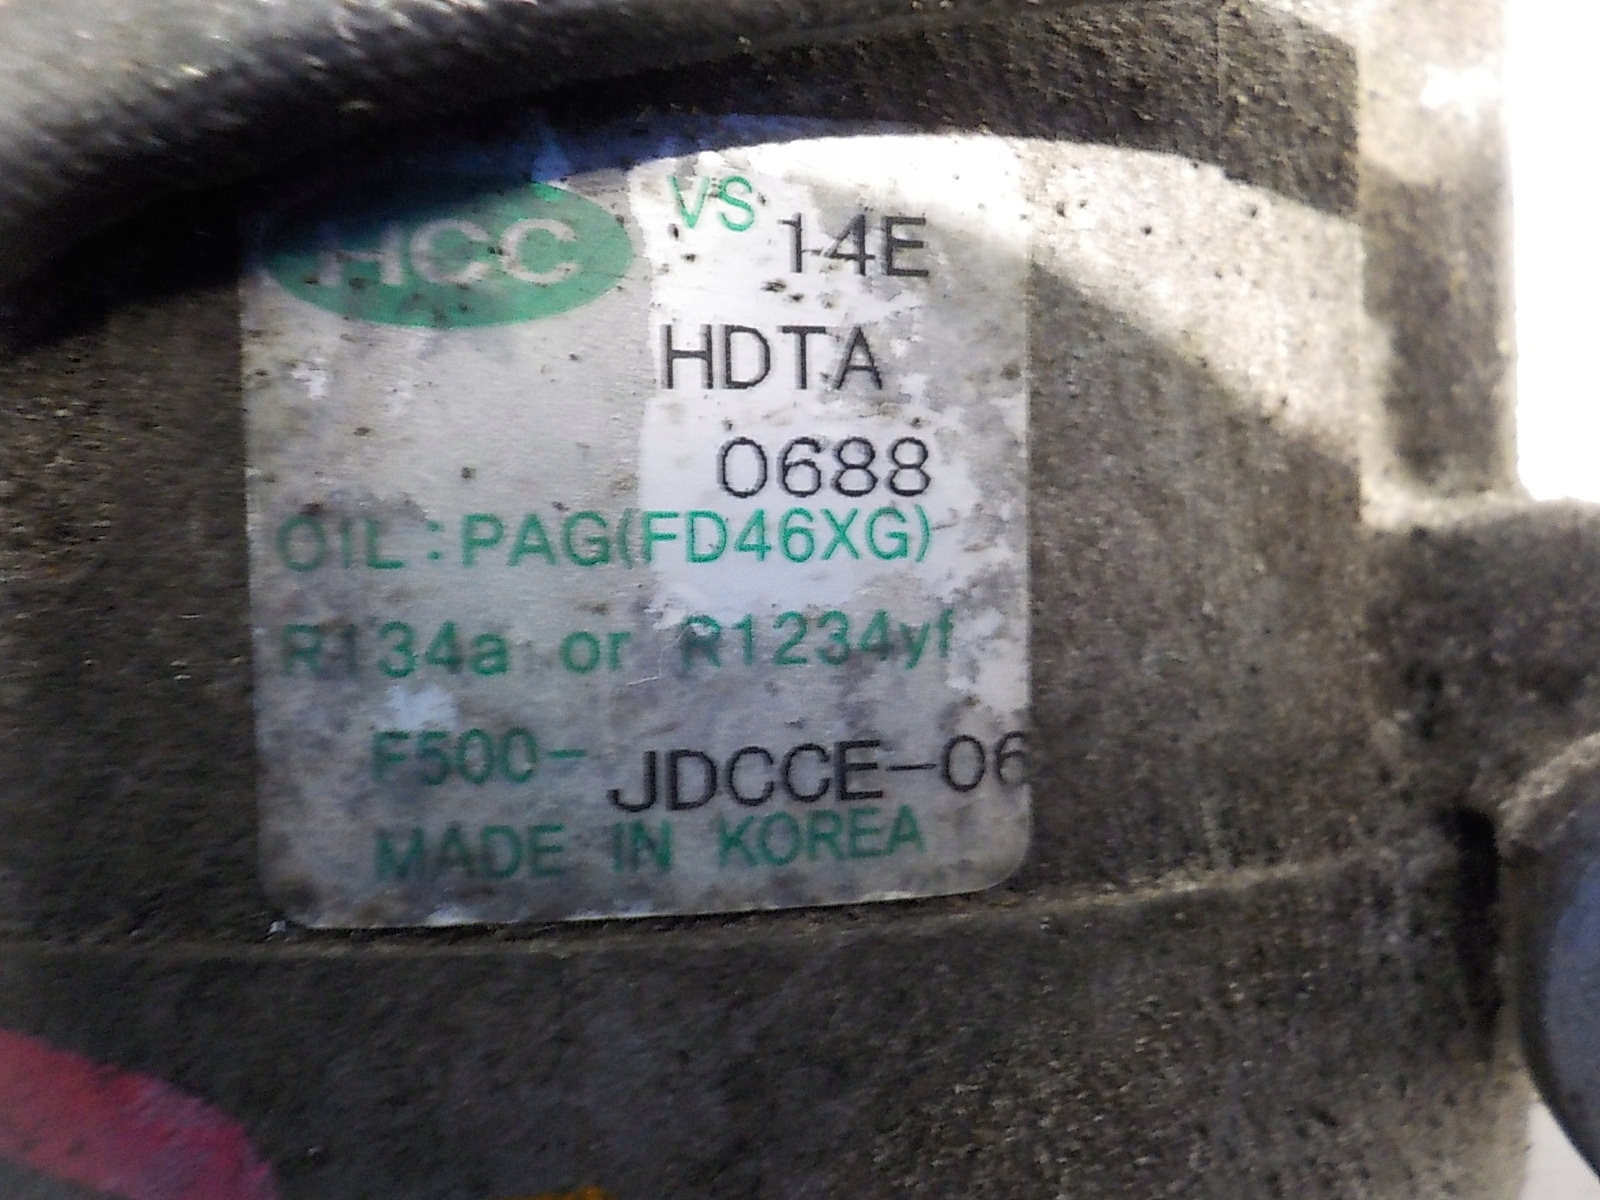 HCC VS 14E
HDTA
0688
OIL:PAG(FD46XG)
R134a or R1234yf
F500- JDCCE-06
MADE IN KOREA